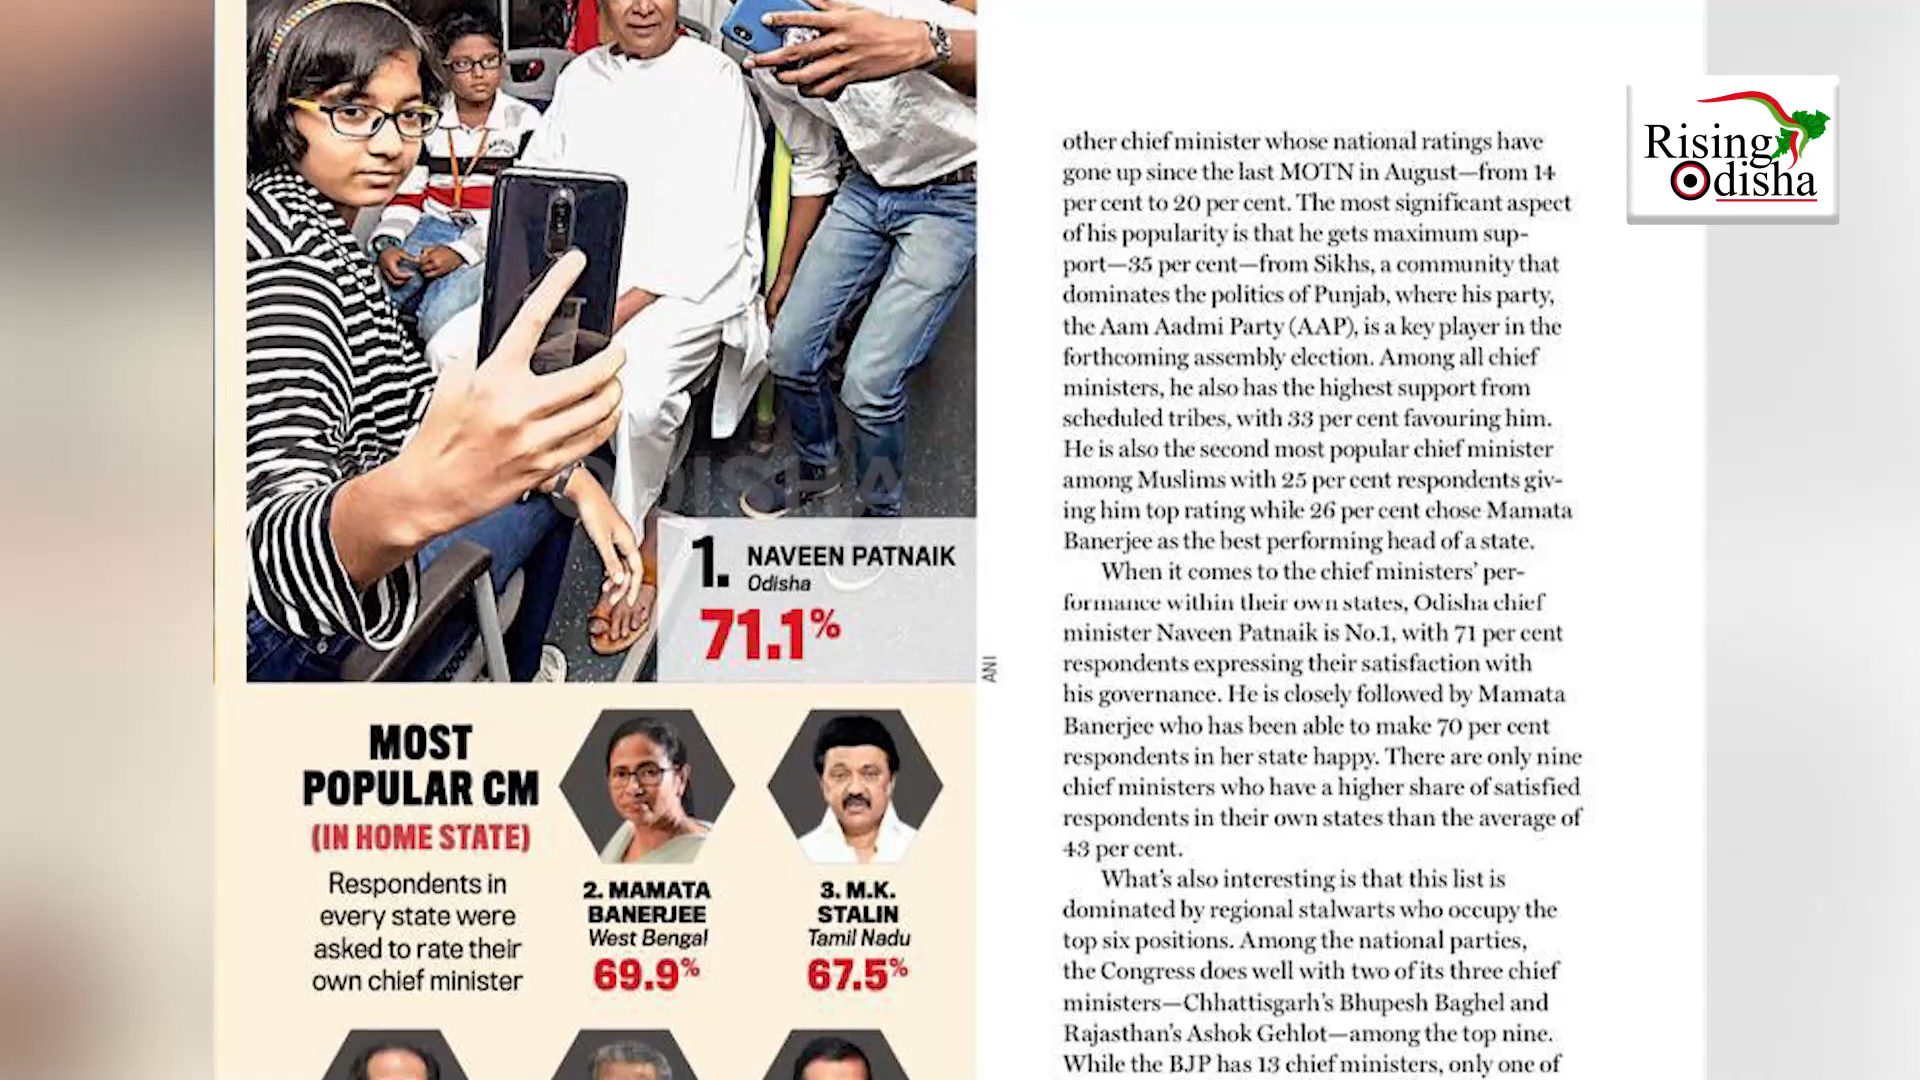 1. NAVEEN PATNAIK
Odisha
71.1%
ANI
MOST
POPULAR CM
(IN HOME STATE)
Respondents in
every state were
asked to rate their
own chief minister
2. MAMATA
BANERJEE
West Bengal
69.9%
3. M.K.
STALIN
Tamil Nadu
67.5%
other chief minister whose national ratings have
gone up since the last MOTN in August—from 14
per cent to 20 per cent. The most significant aspect
of his popularity is that he gets maximum sup-
port—35 per cent—from Sikhs, a community that
dominates the politics of Punjab, where his party,
the Aam Aadmi Party (AAP), is a key player in the
forthcoming assembly election. Among all chief
ministers, he also has the highest support from
scheduled tribes, with 33 per cent favouring him.
He is also the second most popular chief minister
among Muslims with 25 per cent respondents giv-
ing him top rating while 26 per cent chose Mamata
Banerjee as the best performing head of a state.
When it comes to the chief ministers’ per-
formance within their own states, Odisha chief
minister Naveen Patnaik is No.1, with 71 per cent
respondents expressing their satisfaction with
his governance. He is closely followed by Mamata
Banerjee who has been able to make 70 per cent
respondents in her state happy. There are only nine
chief ministers who have a higher share of satisfied
respondents in their own states than the average of
43 per cent.
What’s also interesting is that this list is
dominated by regional stalwarts who occupy the
top six positions. Among the national parties,
the Congress does well with two of its three chief
ministers—Chhattisgarh’s Bhupesh Baghel and
Rajasthan’s Ashok Gehlot—among the top nine.
While the BJP has 13 chief ministers, only one of
Rising
Odisha
ODISHA